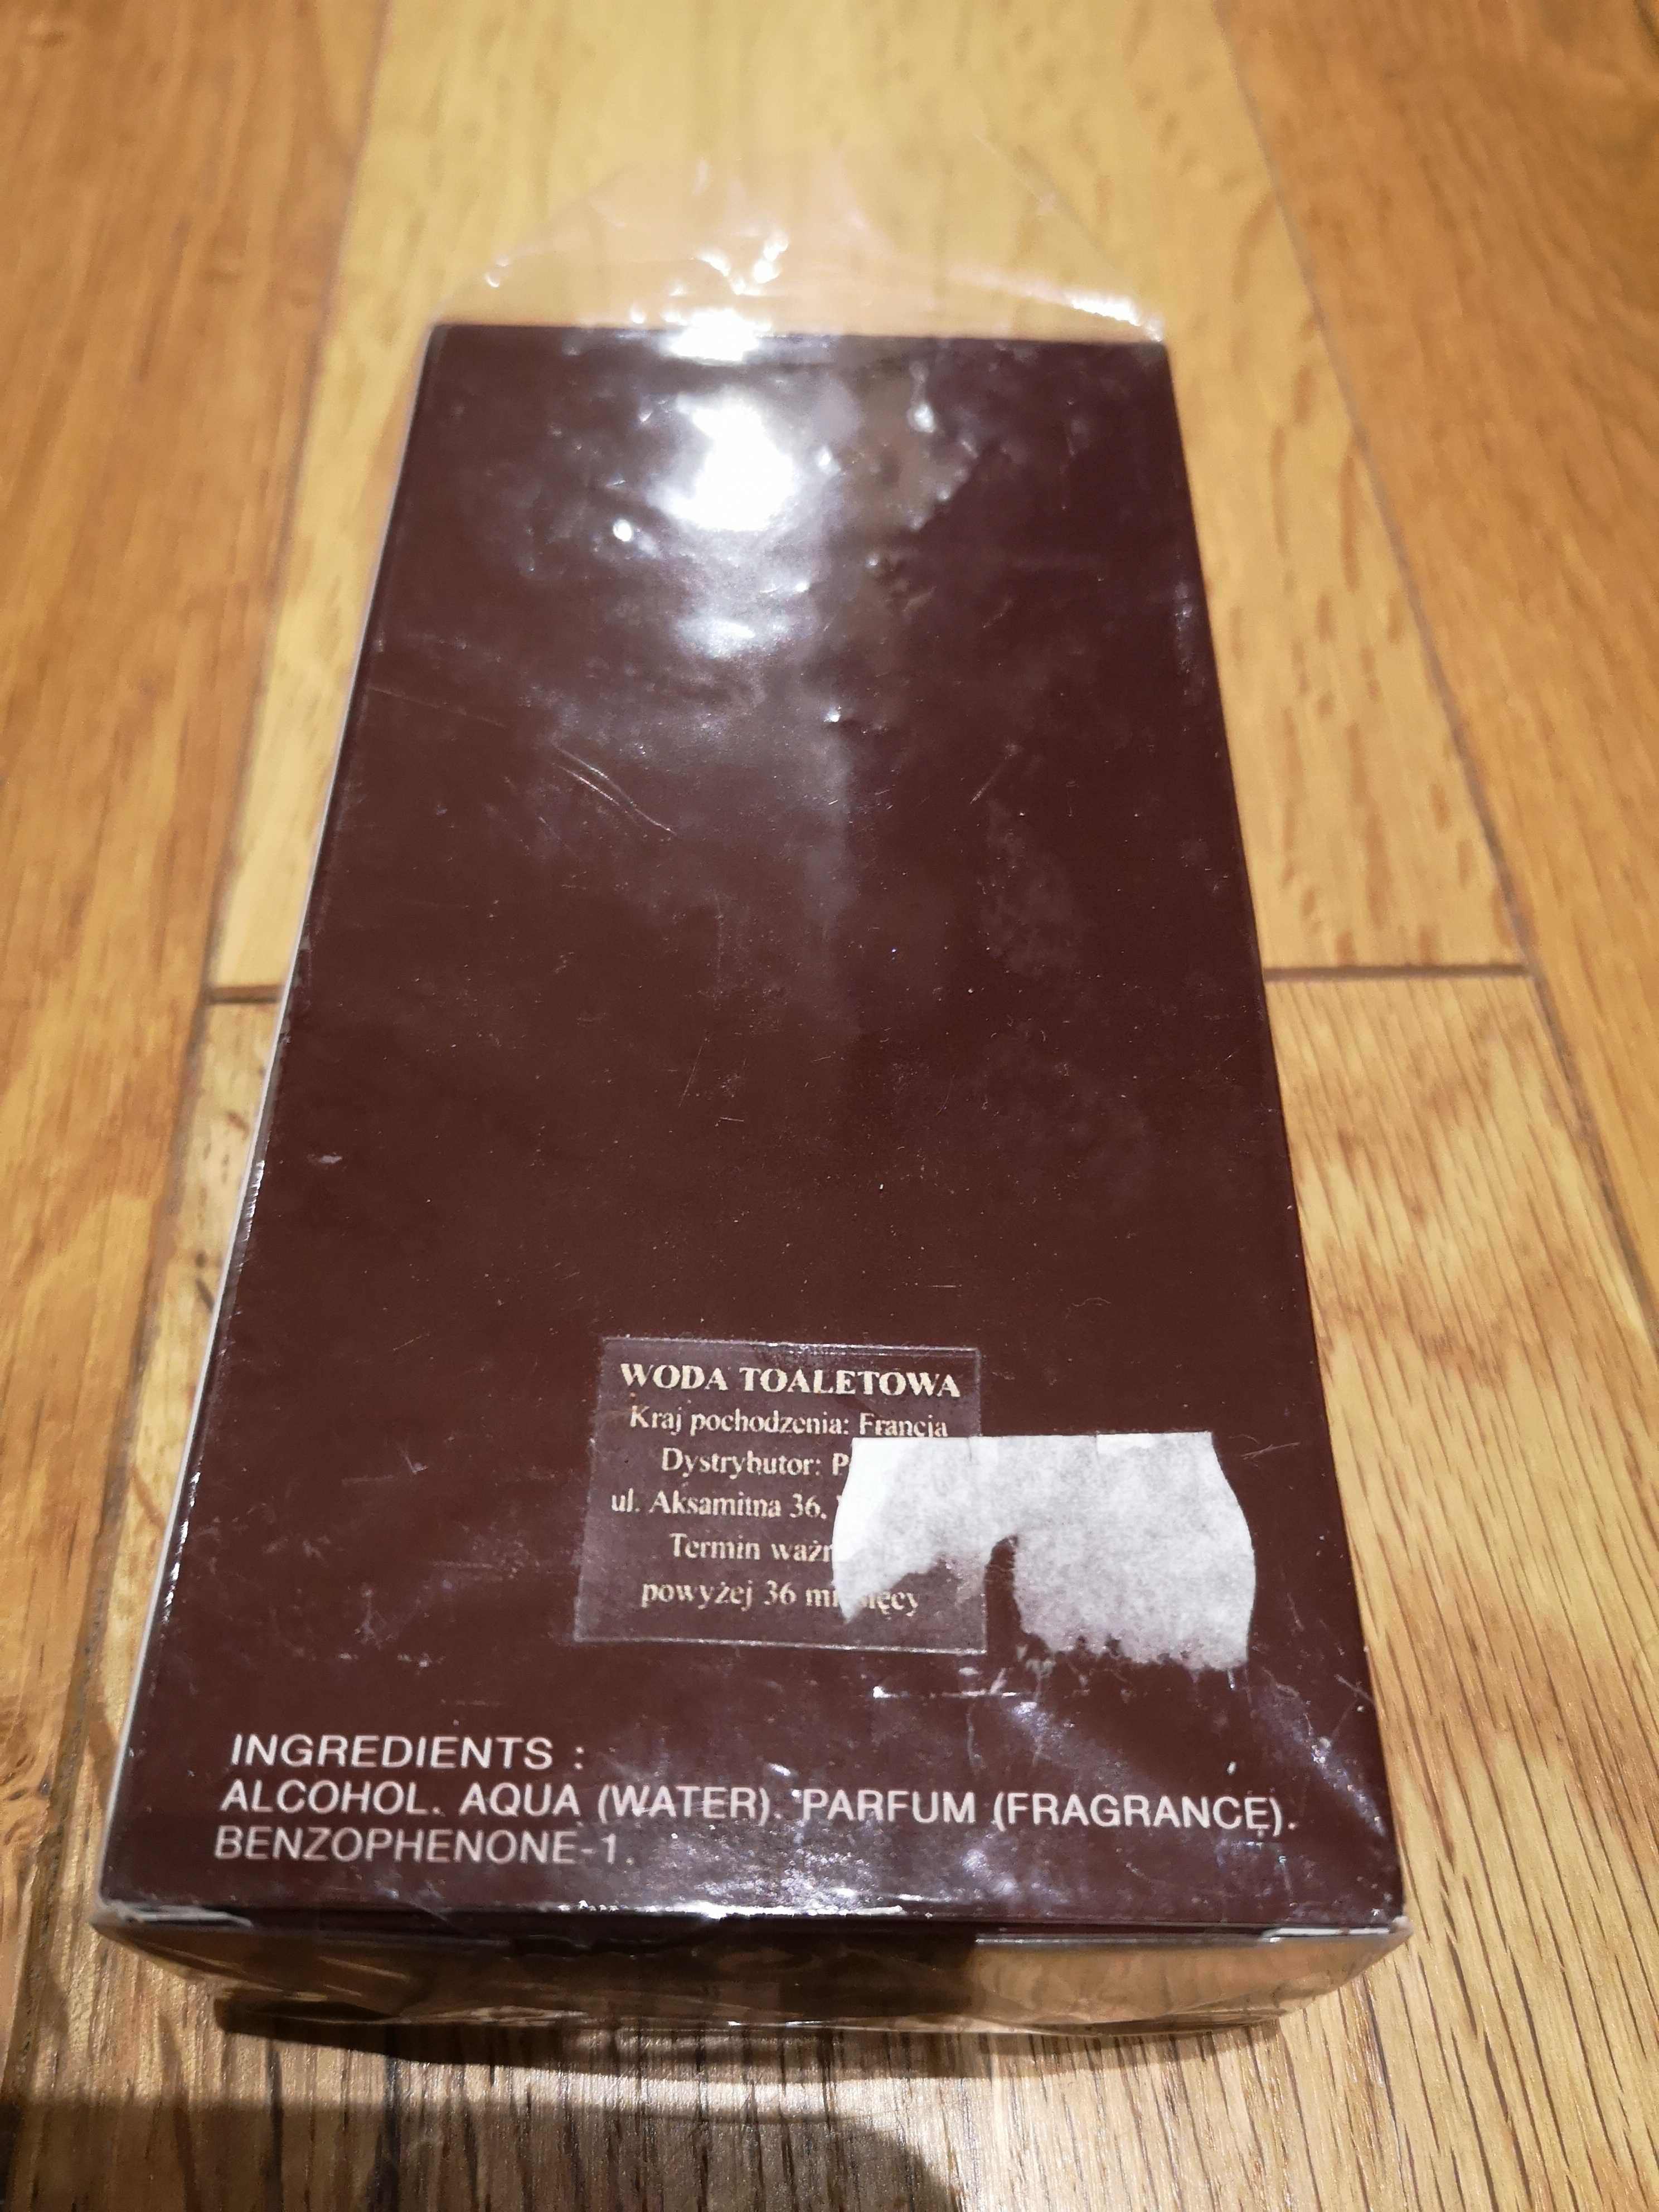 WODA TOALETOWA
Kraj pochodzenia: Francja
Dystrybutor:
ul. Aksamitna 36,
Termin
powyżej 36
INGREDIENTS :
ALCOHOL. AQUA (WATER). PARFUM (FRAGRANCE).
BENZOPHENONE-1.